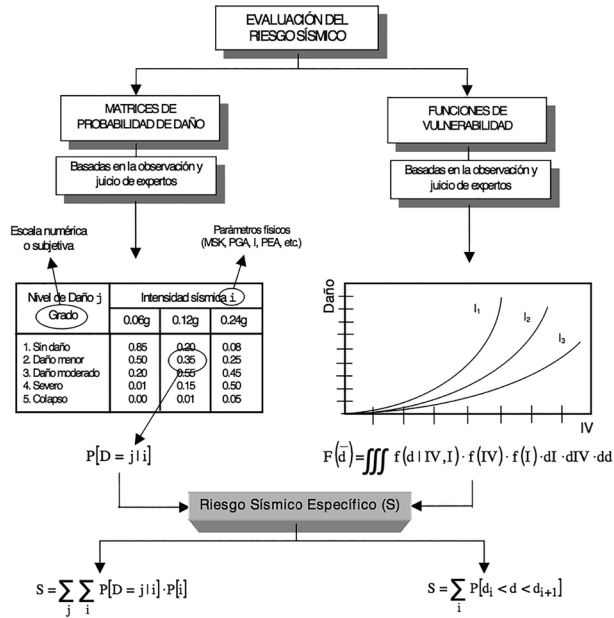 EVALUACIÓN DEL
RIESGO SÍSMICO
MATRICES DE
PROBABILIDAD DE DAÑO
Basadas en la observación y
juicio de expertos
Escala numérica
o subjetiva
Parámetros físicos
(MSK, PGA, I, PEA, etc.)
Nivel de Daño j
Grado
Intensidad sísmica i
0.06g 0.12g 0.24g
1. Sin daño 0.85 0.20 0.08
2. Daño menor 0.50 0.35 0.25
3. Daño moderado 0.20 0.55 0.45
4. Severo 0.01 0.15 0.50
5. Colapso 0.00 0.01 0.05
P[D = j|i]
FUNCIONES DE
VULNERABILIDAD
Basadas en la observación y
juicio de expertos
Daño
I₁
I₂
I₃
IV
F(d̅)=∭ f(d | IV, I)· f(IV)· f(I)· dI ·dIV· dd
Riesgo Sísmico Específico (S)
S = ∑j ∑i P[D = j|i]·P[i]
S = ∑i P[dᵢ < d < dᵢ₊₁]